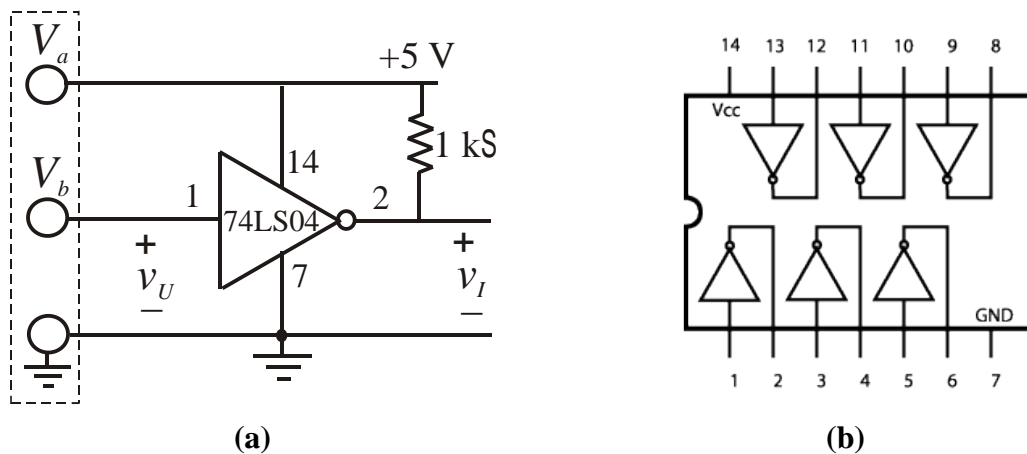 V_a
+5 V
1 kS
14
V_b
1
2
74LS04
+
v_U
−
7
+
v_I
−
(a)
14 13 12 11 10 9 8
Vcc
GND
1 2 3 4 5 6 7
(b)